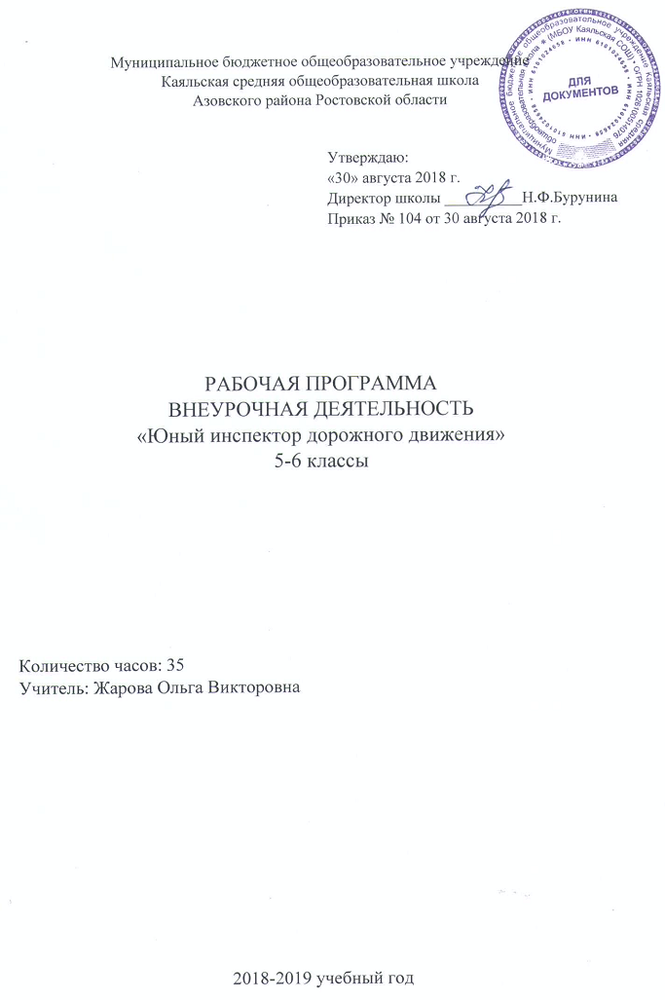 Муниципальное бюджетное общеобразовательное учреждение
Каяльская средняя общеобразовательная школа
Азовского района Ростовской области
ДЛЯ
ДОКУМЕНТОВ
Утверждаю:
«30» августа 2018 г.
Директор школы __________Н.Ф.Бурунина
Приказ № 104 от 30 августа 2018 г.
РАБОЧАЯ ПРОГРАММА
ВНЕУРОЧНАЯ ДЕЯТЕЛЬНОСТЬ
«Юный инспектор дорожного движения»
5-6 классы
Количество часов: 35
Учитель: Жарова Ольга Викторовна
2018-2019 учебный год